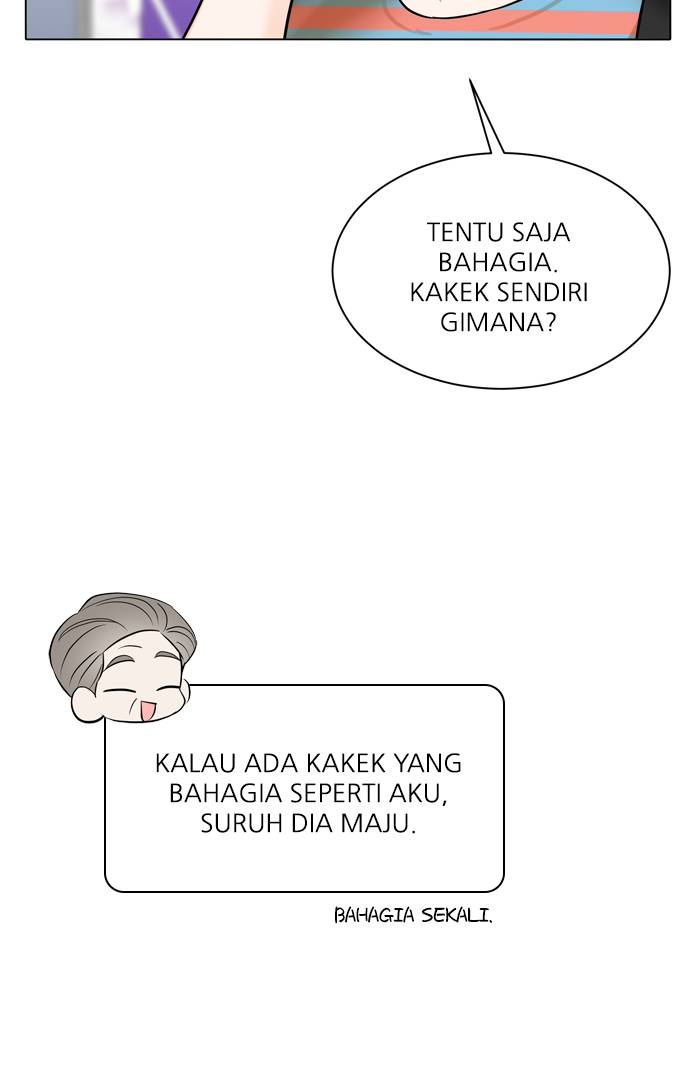 TENTU SAJA
BAHAGIA.
KAKEK SENDIRI
GIMANA?
KALAU ADA KAKEK YANG
BAHAGIA SEPERTI AKU,
SURUH DIA MAJU.
BAHAGIA SEKALI.